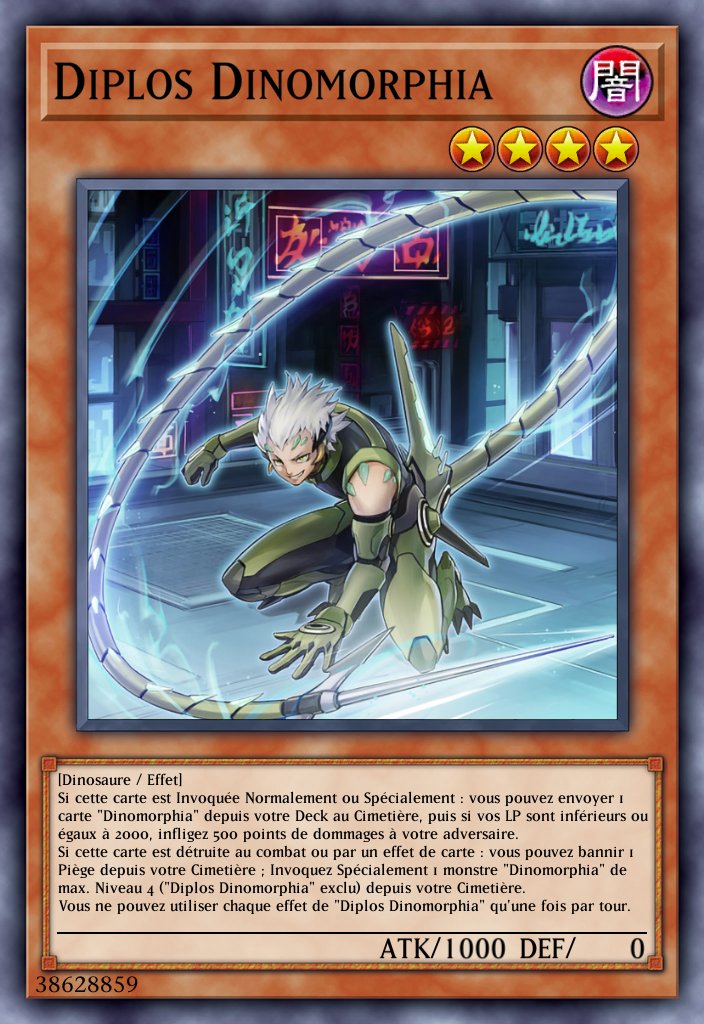 Diplos Dinomorphia
闇
[Dinosaure / Effet]
Si cette carte est Invoquée Normalement ou Spécialement : vous pouvez envoyer 1
carte "Dinomorphia" depuis votre Deck au Cimetière, puis si vos LP sont inférieurs ou
égaux à 2000, infligez 500 points de dommages à votre adversaire.
Si cette carte est détruite au combat ou par un effet de carte : vous pouvez bannir 1
Piège depuis votre Cimetière ; Invoquez Spécialement 1 monstre "Dinomorphia" de
max. Niveau 4 ("Diplos Dinomorphia" exclu) depuis votre Cimetière.
Vous ne pouvez utiliser chaque effet de "Diplos Dinomorphia" qu'une fois par tour.
ATK/1000 DEF/ 0
38628859